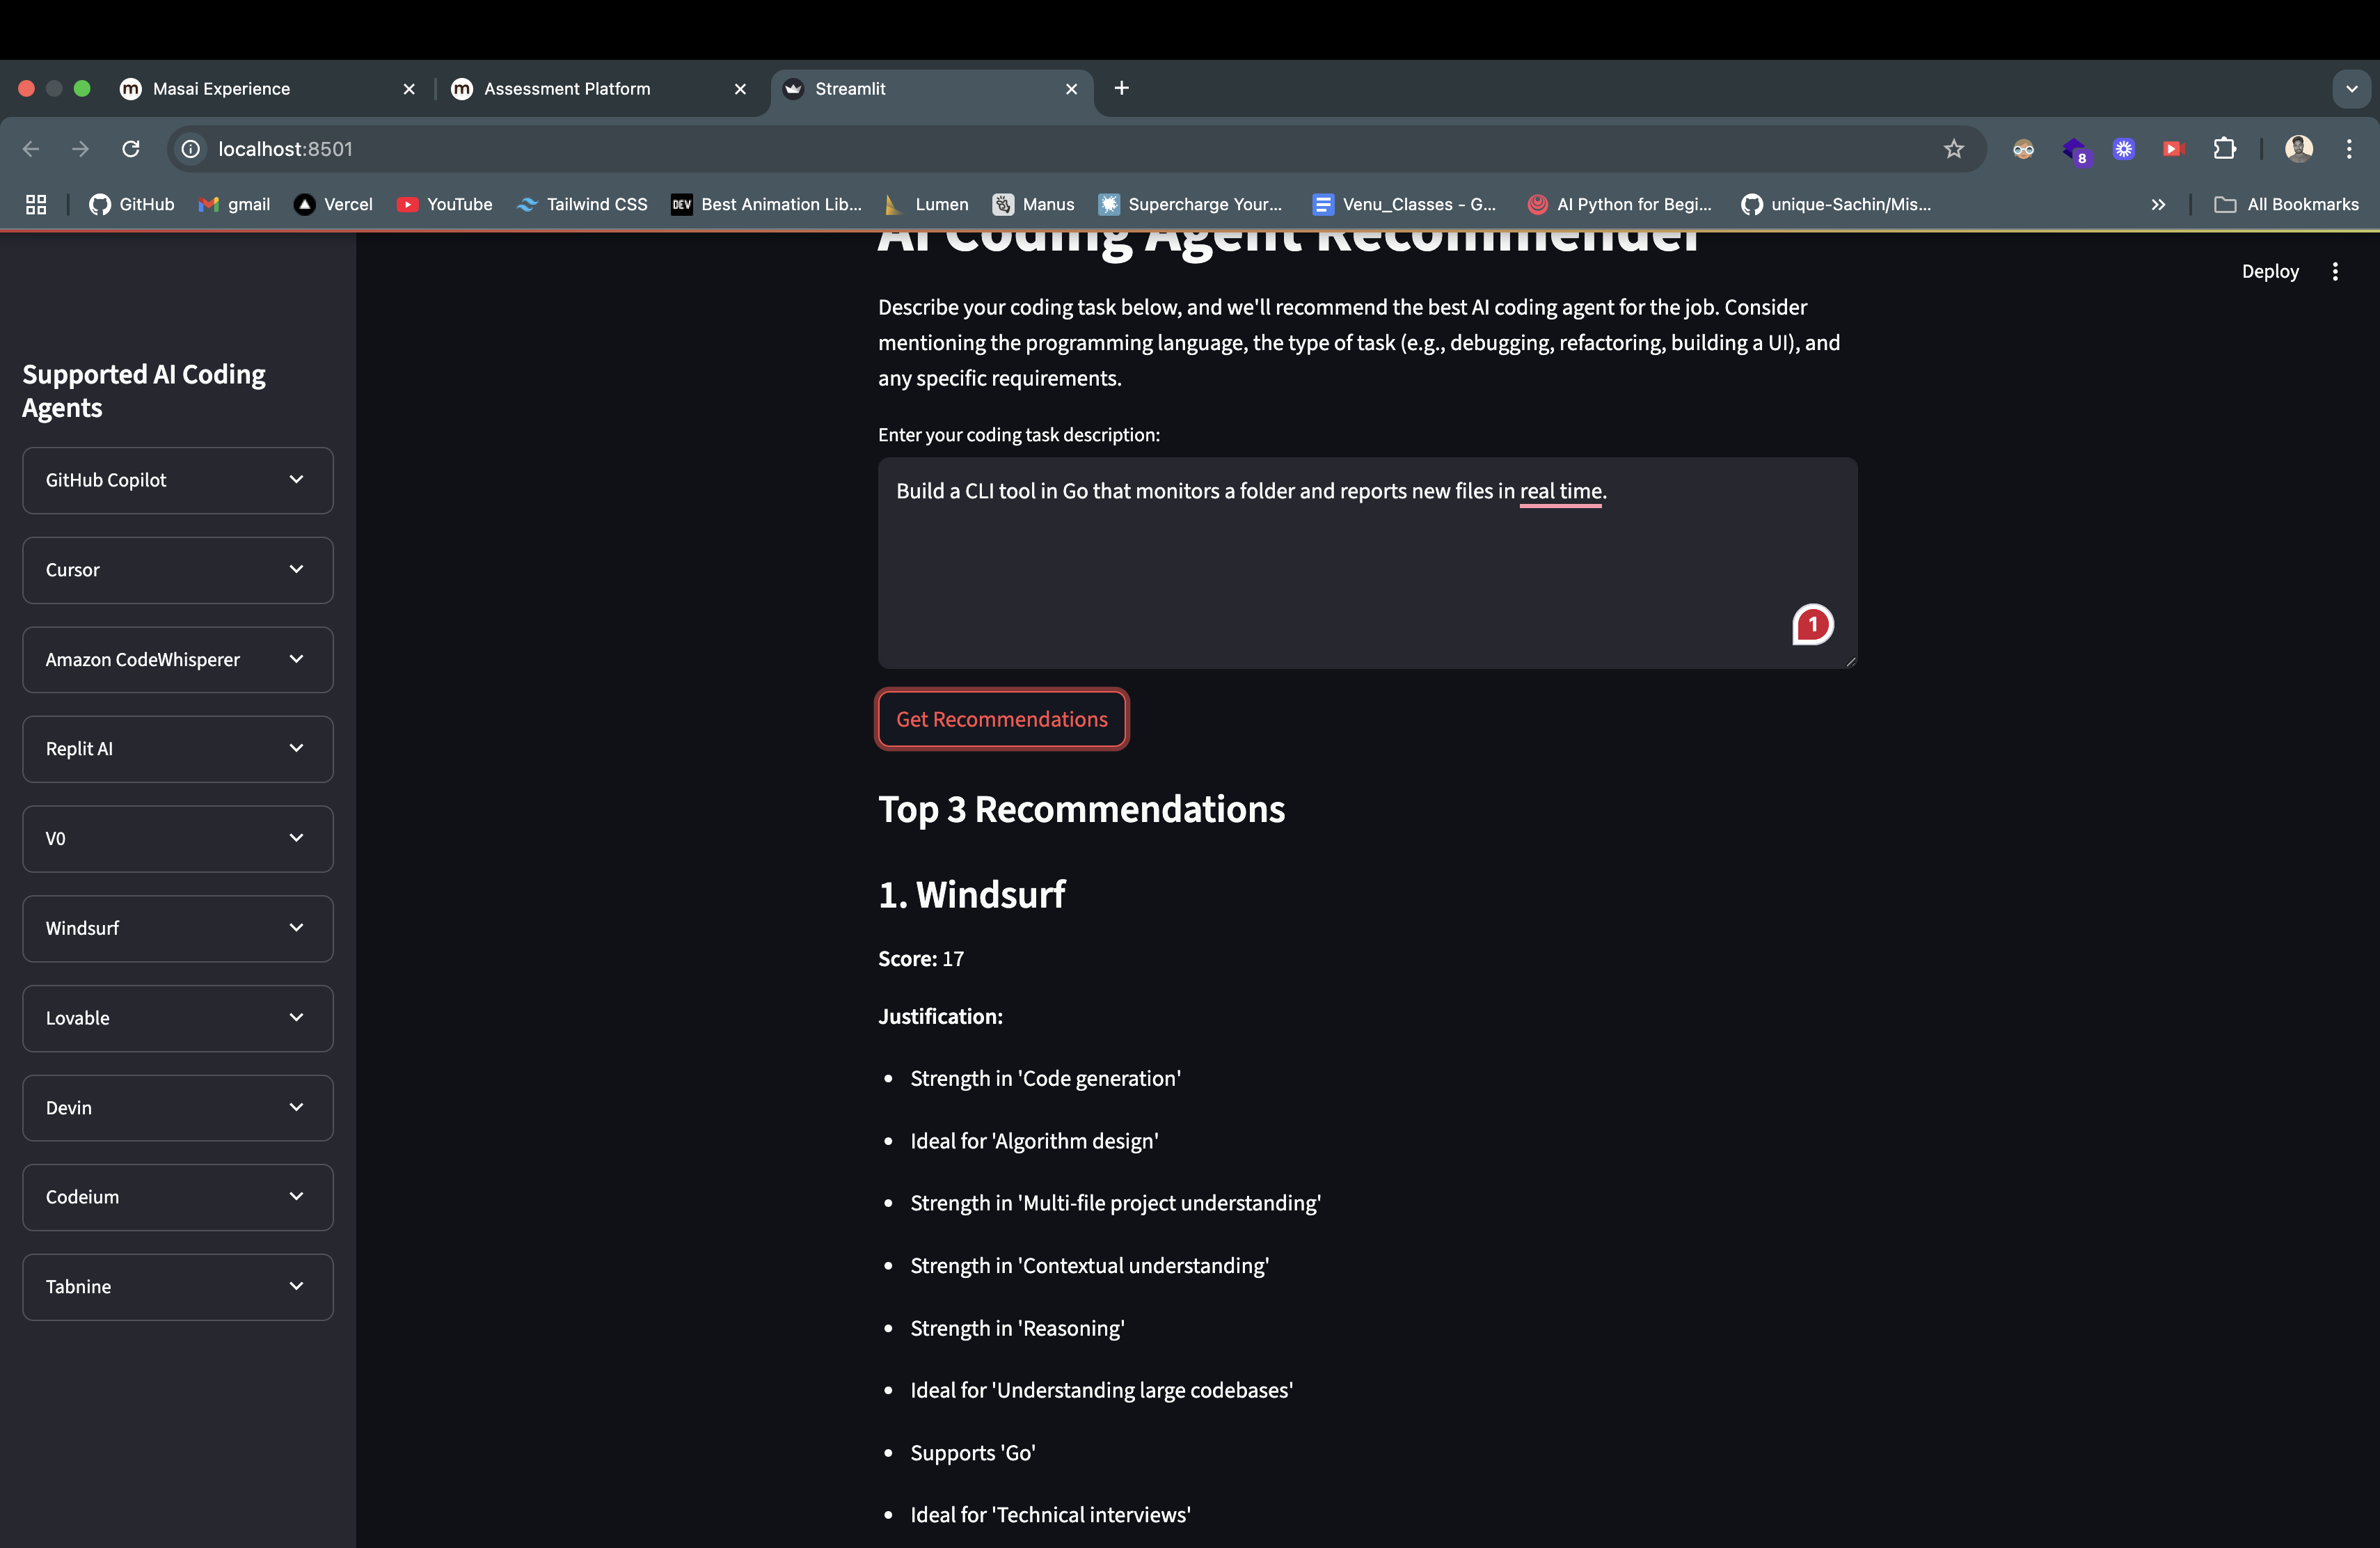 Masai Experience
Assessment Platform
Streamlit
localhost:8501
8
GitHub
gmail
Vercel
YouTube
Tailwind CSS
DEV
Best Animation Lib...
Lumen
Manus
Supercharge Your...
Venu_Classes - G...
AI Python for Begi...
unique-Sachin/Mis...
All Bookmarks
Deploy
Supported AI Coding
Agents
GitHub Copilot
Cursor
Amazon CodeWhisperer
Replit AI
V0
Windsurf
Lovable
Devin
Codeium
Tabnine
AI Coding Agent Recommender
Describe your coding task below, and we'll recommend the best AI coding agent for the job. Consider
mentioning the programming language, the type of task (e.g., debugging, refactoring, building a UI), and
any specific requirements.
Enter your coding task description:
Build a CLI tool in Go that monitors a folder and reports new files in real time.
1
Get Recommendations
Top 3 Recommendations
1. Windsurf
Score: 17
Justification:
Strength in 'Code generation'
Ideal for 'Algorithm design'
Strength in 'Multi-file project understanding'
Strength in 'Contextual understanding'
Strength in 'Reasoning'
Ideal for 'Understanding large codebases'
Supports 'Go'
Ideal for 'Technical interviews'